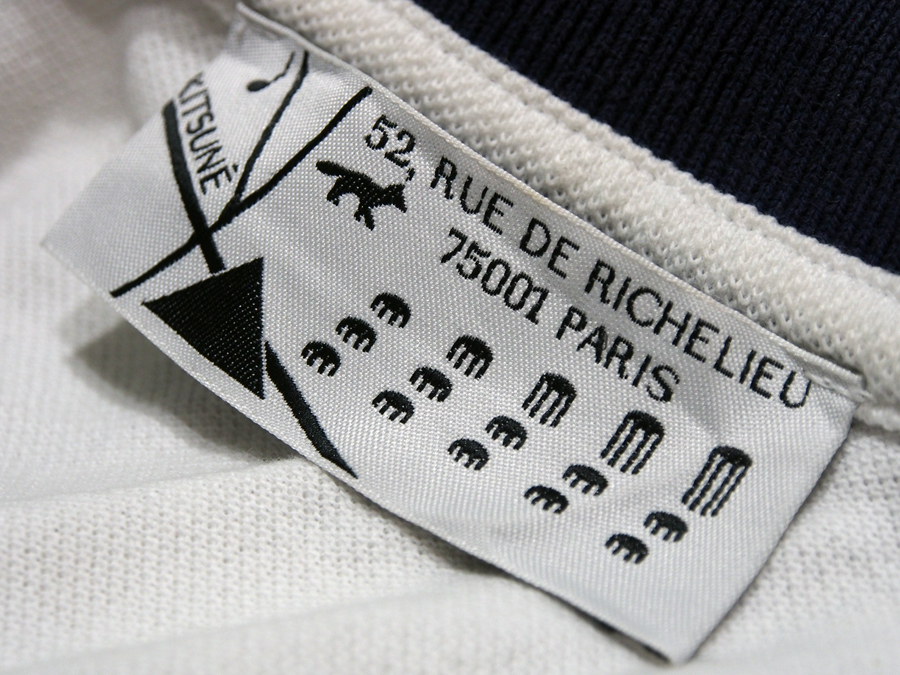 KITSUNÉ
52, RUE DE RICHELIEU
75001 PARIS